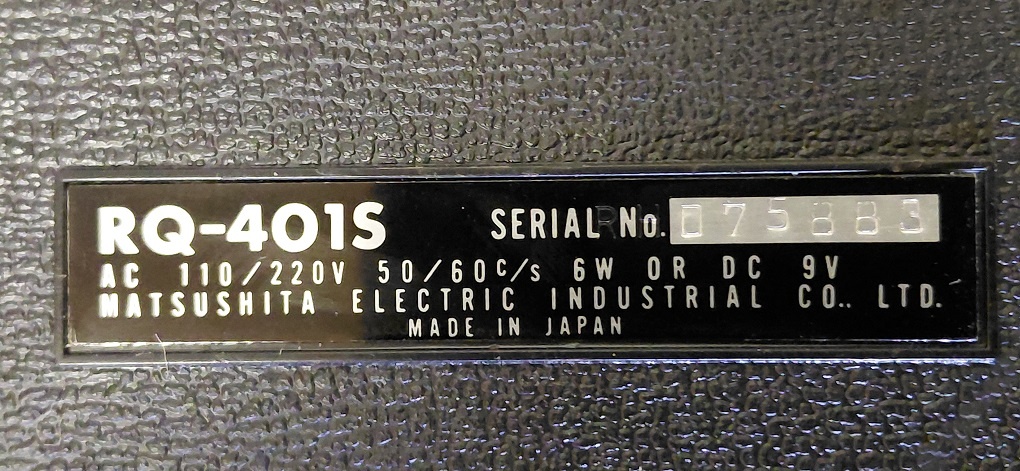 RQ-401S SERIAL No. 075883
AC 110/220V 50/60c/s 6W OR DC 9V
MATSUSHITA ELECTRIC INDUSTRIAL CO., LTD.
MADE IN JAPAN